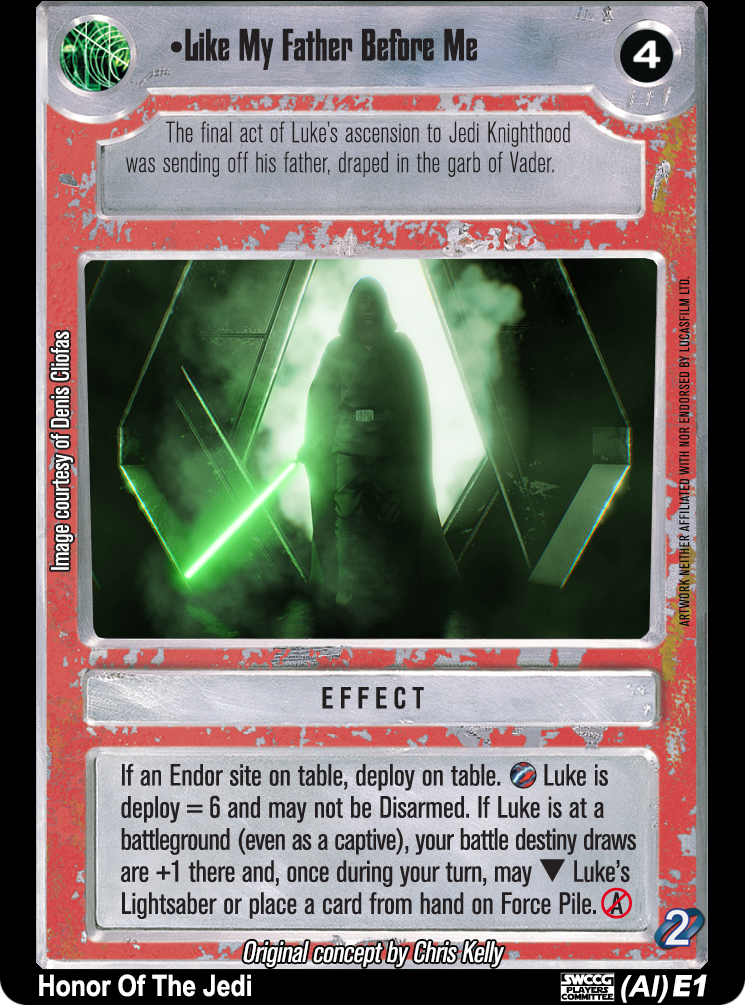 •Like My Father Before Me
4
The final act of Luke's ascension to Jedi Knighthood
was sending off his father, draped in the garb of Vader.
Image courtesy of Denis Cliofas
ARTWORK NEITHER AFFILIATED WITH NOR ENDORSED BY LUCASFILM LTD.
EFFECT
If an Endor site on table, deploy on table. Luke is
deploy = 6 and may not be Disarmed. If Luke is at a
battleground (even as a captive), your battle destiny draws
are +1 there and, once during your turn, may ▼ Luke's
Lightsaber or place a card from hand on Force Pile. A
2
Original concept by Chris Kelly
Honor Of The Jedi
SWCCG
PLAYERS
COMMITTEE
(AI) E1